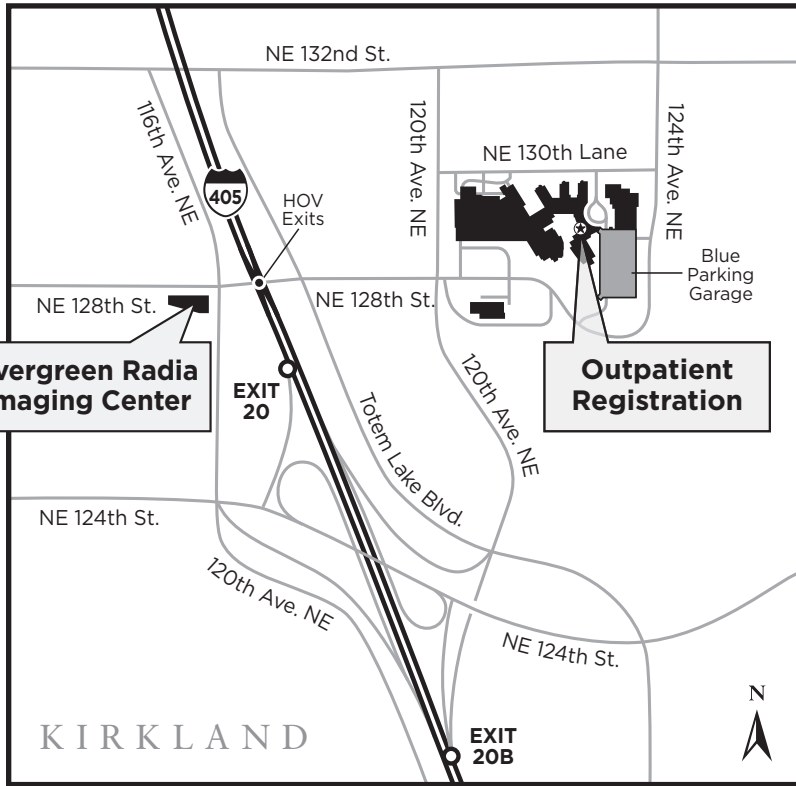 NE 132nd St.
116th Ave. NE
120th Ave. NE
124th Ave. NE
NE 130th Lane
405
HOV
Exits
Blue
Parking
Garage
NE 128th St.
NE 128th St.
vergreen Radia
maging Center
EXIT
20
Outpatient
Registration
120th Ave. NE
Totem Lake Blvd.
NE 124th St.
120th Ave. NE
NE 124th St.
KIRKLAND
EXIT
20B
N